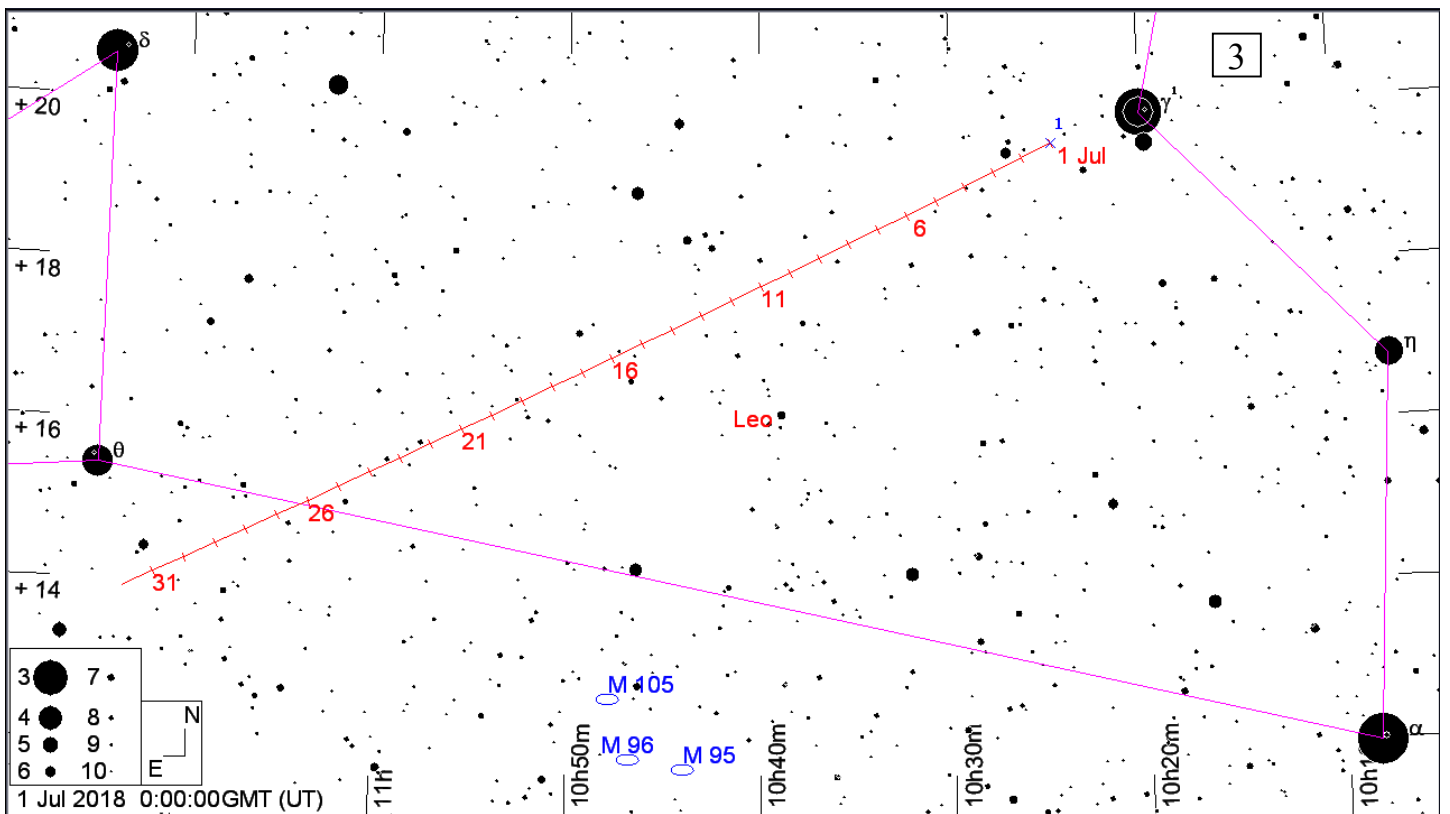 δ
3
+ 20
γ¹
1
1 Jul
6
+ 18
11
η
16
Leo
+ 16
21
θ
26
+ 14
31
3 7
4 8
5 9
6 10
N
E
M 105
M 96
M 95
α
11h
10h50m
10h40m
10h30m
10h20m
1 Jul 2018 0:00:00GMT (UT)